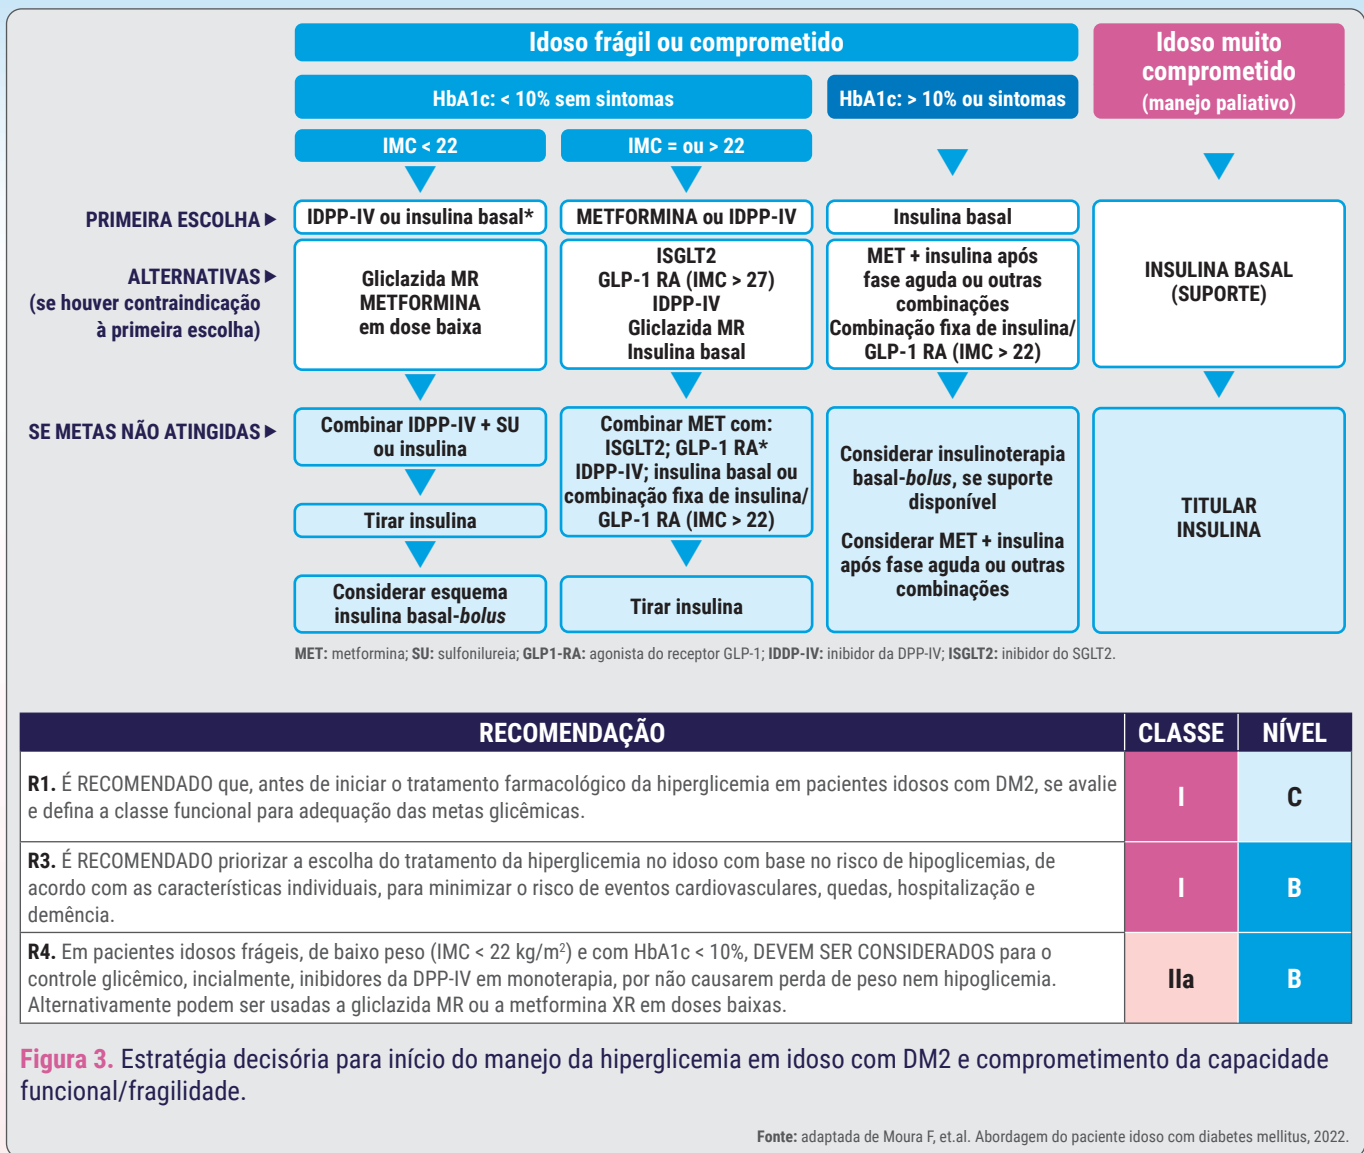 Idoso frágil ou comprometido
Idoso muito
comprometido
(manejo paliativo)
HbA1c: < 10% sem sintomas
HbA1c: > 10% ou sintomas
IMC < 22
IMC = ou > 22
PRIMEIRA ESCOLHA ▸
IDPP-IV ou insulina basal*
METFORMINA ou IDPP-IV
Insulina basal
INSULINA BASAL
(SUPORTE)
ALTERNATIVAS ▸
(se houver contraindicação
à primeira escolha)
Gliclazida MR
METFORMINA
em dose baixa
ISGLT2
GLP-1 RA (IMC > 27)
IDPP-IV
Gliclazida MR
Insulina basal
MET + insulina após
fase aguda ou outras
combinações
Combinação fixa de insulina/
GLP-1 RA (IMC > 22)
SE METAS NÃO ATINGIDAS ▸
Combinar IDPP-IV + SU
ou insulina
Tirar insulina
Considerar esquema
insulina basal-bolus
Combinar MET com:
ISGLT2; GLP-1 RA*
IDPP-IV; insulina basal ou
combinação fixa de insulina/
GLP-1 RA (IMC > 22)
Tirar insulina
Considerar insulinoterapia
basal-bolus, se suporte
disponível
Considerar MET + insulina
após fase aguda ou outras
combinações
TITULAR
INSULINA
MET: metformina; SU: sulfonilureia; GLP1-RA: agonista do receptor GLP-1; IDDP-IV: inibidor da DPP-IV; ISGLT2: inibidor do SGLT2.
RECOMENDAÇÃO CLASSE NÍVEL
R1. É RECOMENDADO que, antes de iniciar o tratamento farmacológico da hiperglicemia em pacientes idosos com DM2, se avalie
e defina a classe funcional para adequação das metas glicêmicas.
I C
R3. É RECOMENDADO priorizar a escolha do tratamento da hiperglicemia no idoso com base no risco de hipoglicemias, de
acordo com as características individuais, para minimizar o risco de eventos cardiovasculares, quedas, hospitalização e
demência.
I B
R4. Em pacientes idosos frágeis, de baixo peso (IMC < 22 kg/m²) e com HbA1c < 10%, DEVEM SER CONSIDERADOS para o
controle glicêmico, incialmente, inibidores da DPP-IV em monoterapia, por não causarem perda de peso nem hipoglicemia.
Alternativamente podem ser usadas a gliclazida MR ou a metformina XR em doses baixas.
IIa B
Figura 3. Estratégia decisória para início do manejo da hiperglicemia em idoso com DM2 e comprometimento da capacidade
funcional/fragilidade.
Fonte: adaptada de Moura F, et.al. Abordagem do paciente idoso com diabetes mellitus, 2022.